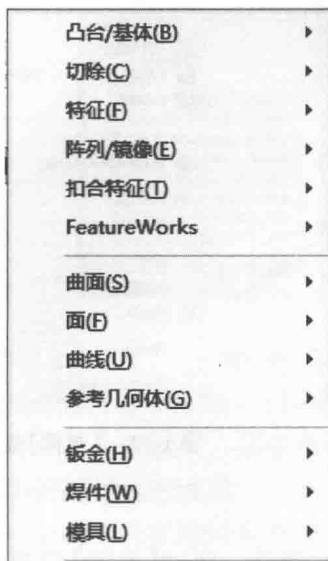 凸台/基体(B)
切除(C)
特征(F)
阵列/镜像(E)
扣合特征(T)
FeatureWorks
曲面(S)
面(F)
曲线(U)
参考几何体(G)
钣金(H)
焊件(W)
模具(L)